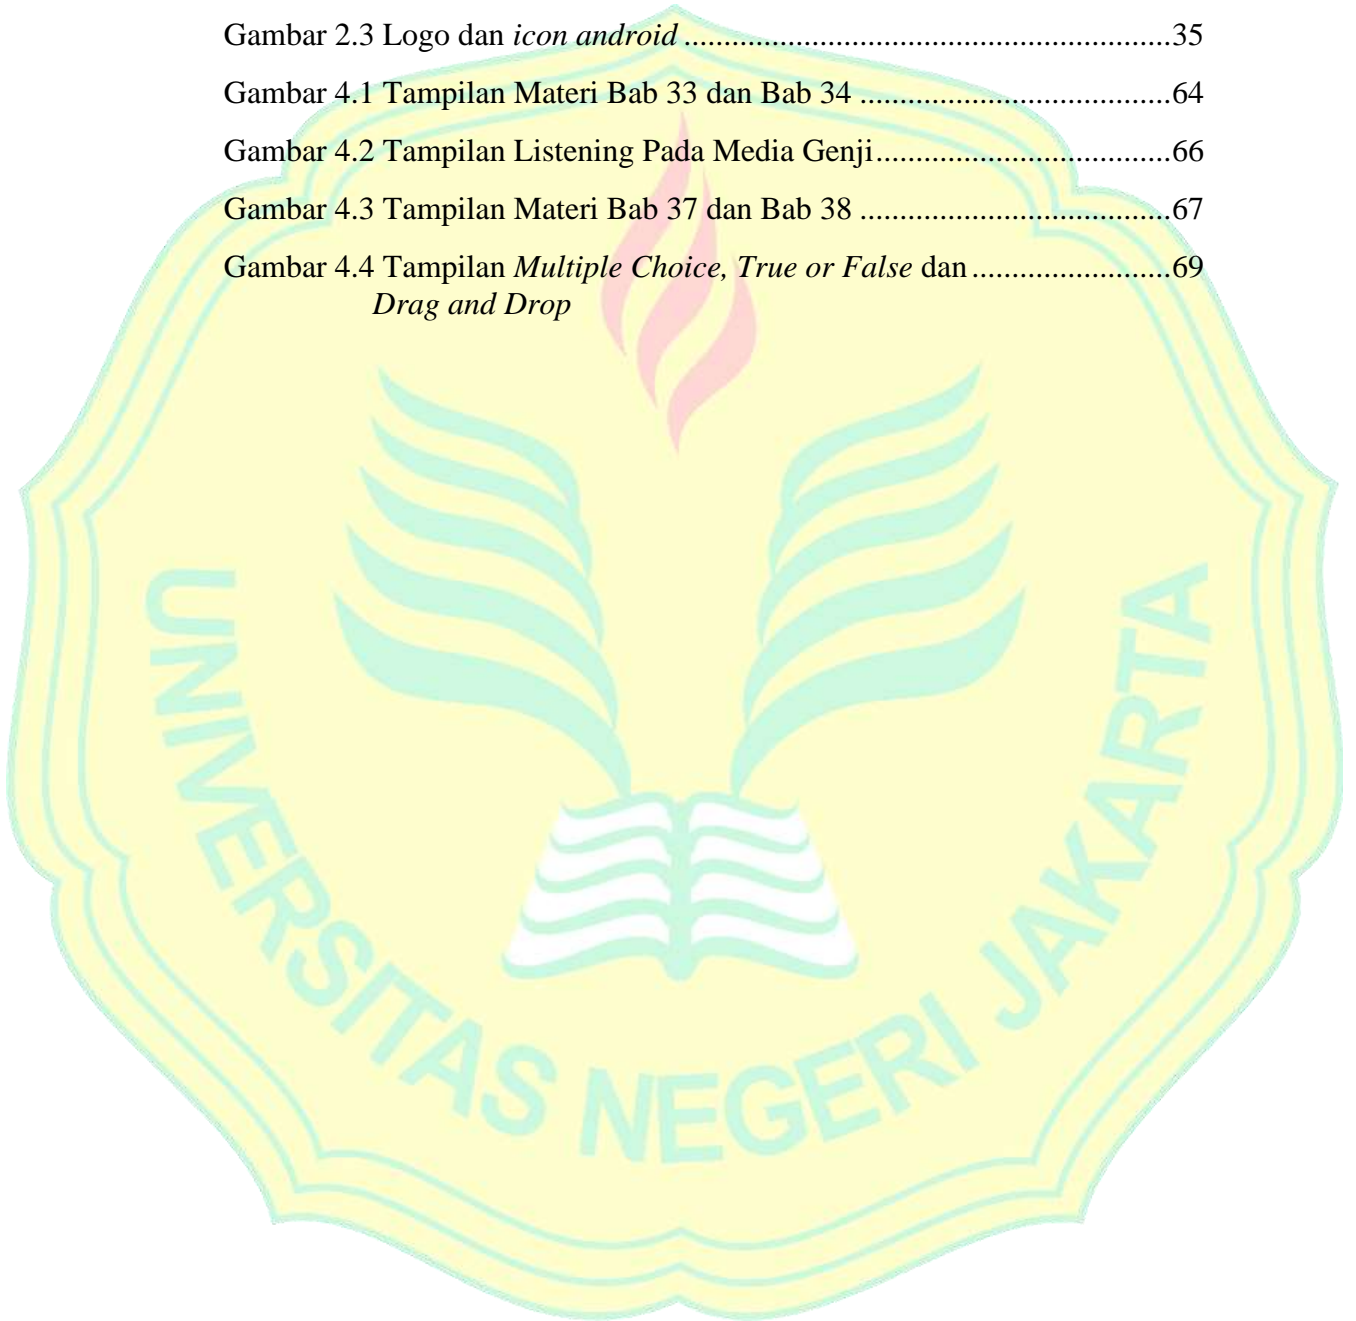 Gambar 2.3 Logo dan icon android.............................................................35
Gambar 4.1 Tampilan Materi Bab 33 dan Bab 34 .......................................64
Gambar 4.2 Tampilan Listening Pada Media Genji.....................................66
Gambar 4.3 Tampilan Materi Bab 37 dan Bab 38 .......................................67
Gambar 4.4 Tampilan Multiple Choice, True or False dan .........................69
Drag and Drop
UNIVERSITAS NEGERI JAKARTA